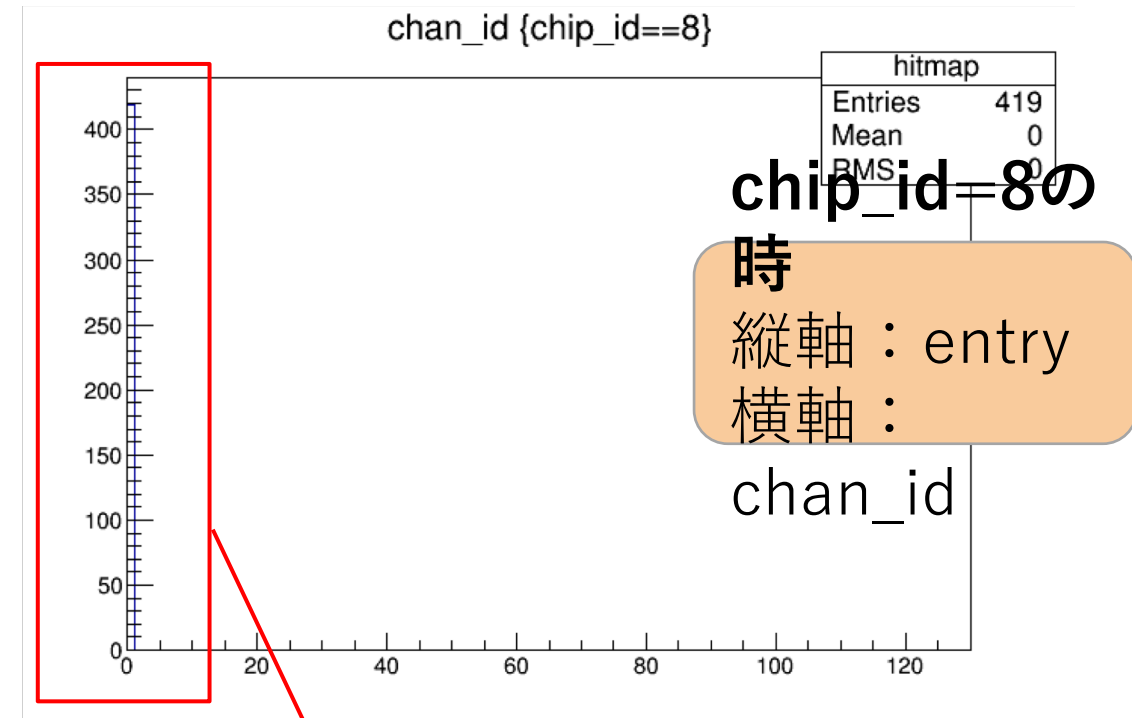 chan_id {chip_id==8}
hitmap
Entries 419
Mean 0
RMS 0
chip_id=8の
時
縦軸：entry
横軸：
chan_id
400
350
300
250
200
150
100
50
0
0 20 40 60 80 100 120